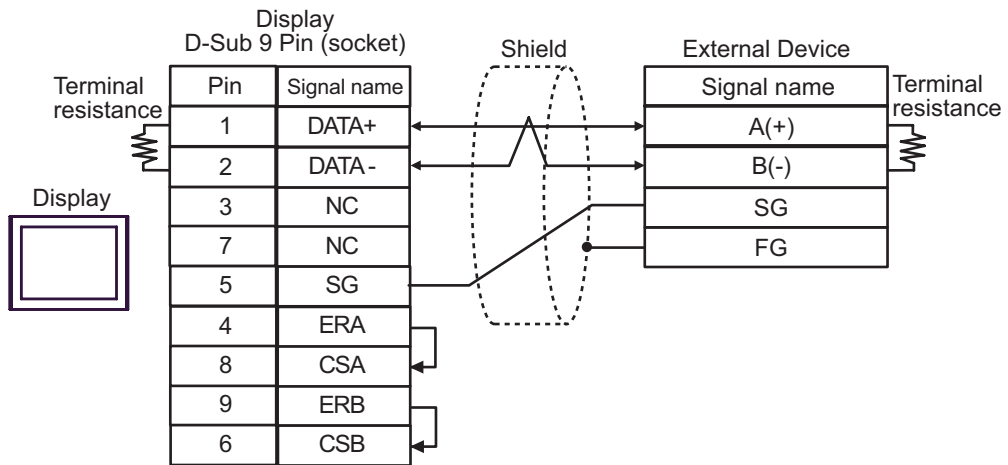 Display
D-Sub 9 Pin (socket)
Shield
External Device
Terminal
resistance
Pin Signal name
Signal name
Terminal
resistance
1 DATA+
A(+)
2 DATA-
B(-)
Display
3 NC
SG
7 NC
FG
5 SG
4 ERA
8 CSA
9 ERB
6 CSB